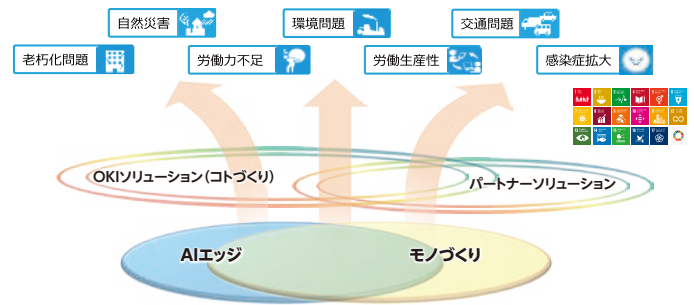 自然災害
環境問題
交通問題
老朽化問題
労働力不足
労働生産性
感染症拡大
OKIソリューション(コトづくり)
パートナーソリューション
AIエッジ
モノづくり